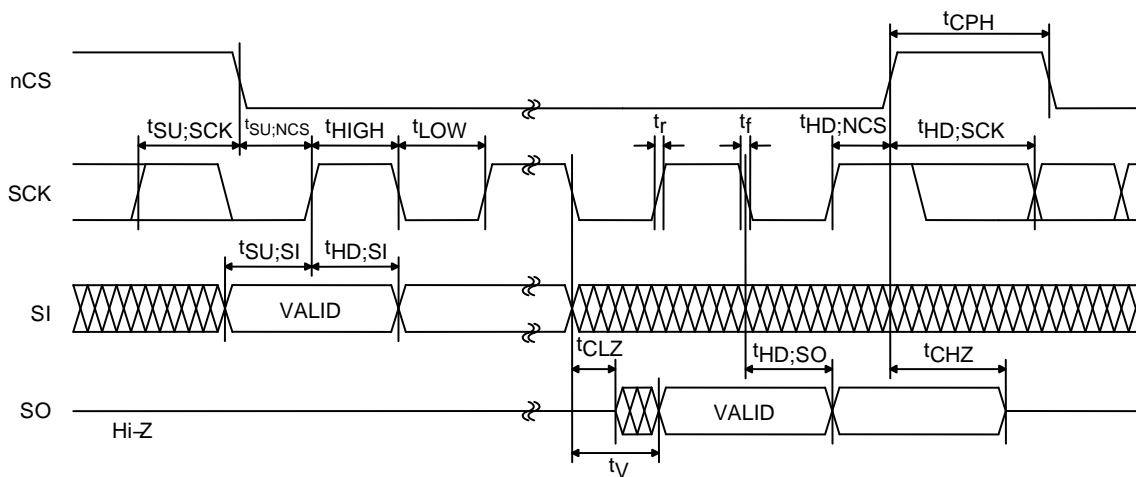 tCPH
nCS
tSU;SCK tSU;NCS tHIGH tLOW tr tf tHD;NCS tHD;SCK
SCK
tSU;SI tHD;SI
SI VALID
tCLZ tHD;SO tCHZ
SO VALID
Hi–Z
tV